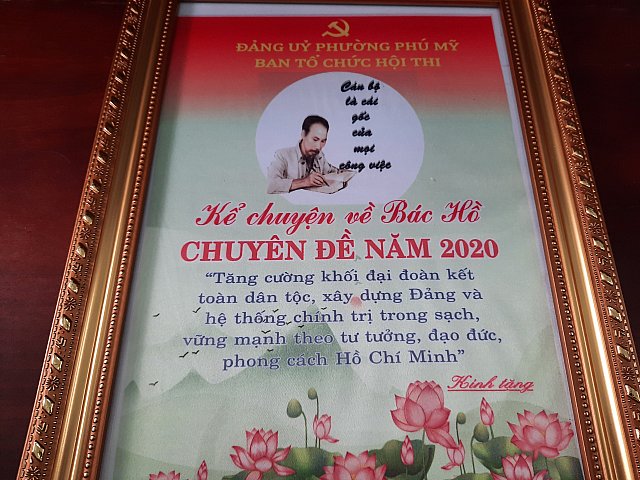 ĐẢNG UỶ PHƯỜNG PHÚ MỸ
BAN TỔ CHỨC HỘI THI
Cán bộ
là cái
gốc
của
mọi
công việc
Kể chuyện về Bác Hồ
CHUYÊN ĐỀ NĂM 2020
“Tăng cường khối đại đoàn kết
toàn dân tộc, xây dựng Đảng và
hệ thống chính trị trong sạch,
vững mạnh theo tư tưởng, đạo đức,
phong cách Hồ Chí Minh”
Kính tặng